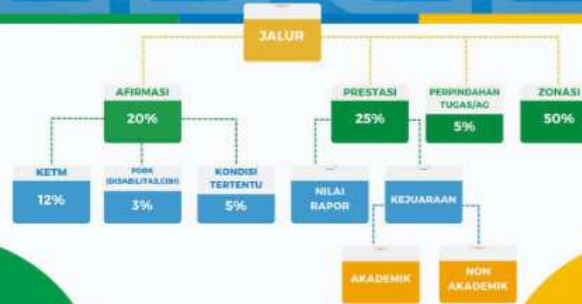 JALUR
AFIRMASI
20%
PRESTASI
25%
PERPINDAHAN
TUGAS/AG
5%
ZONASI
50%
KETM
12%
PDBK
(DISABILITAS,CIBI)
3%
KONDISI
TERTENTU
5%
NILAI
RAPOR
KEJUARAAN
AKADEMIK
NON
AKADEMIK